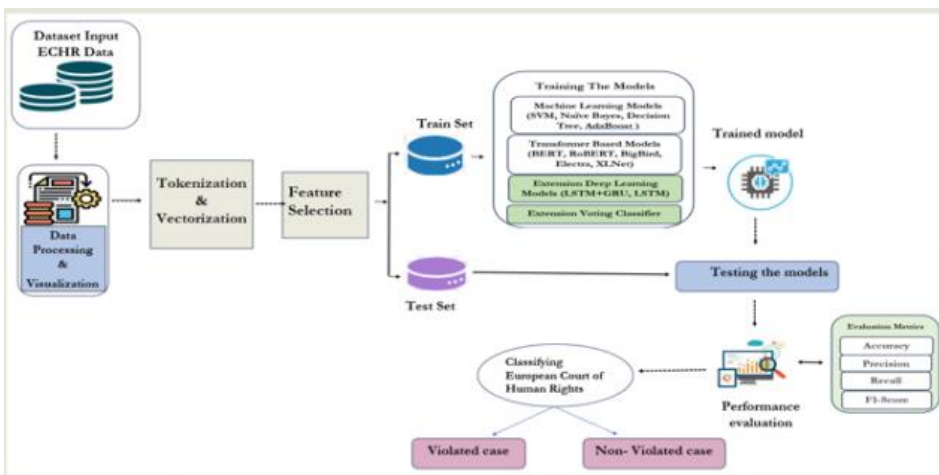 Dataset Input
ECHR Data
Data
Processing
&
Visualization
Tokenization
&
Vectorization
Feature
Selection
Train Set
Test Set
Training The Models
Machine Learning Models
(SVM, Naïve Bayes, Decision
Tree, AdaBoost )
Transformer Based Models
(BERT, RoBERT, BigBird,
Electra, XLNet)
Extension Deep Learning
Models (LSTM+GRU, LSTM)
Extension Voting Classifier
Trained model
Testing the models
Performance
evaluation
Evaluation Metrics
Accuracy
Precision
Recall
F1-Score
Classifying
European Court of
Human Rights
Violated case
Non- Violated case